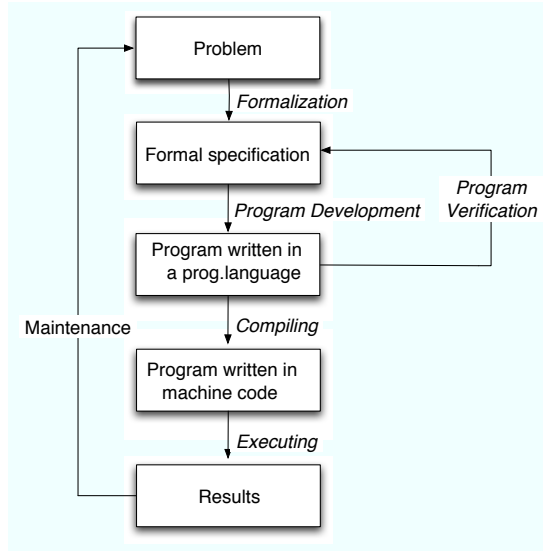 Problem
Formalization
Formal specification
Program Development
Program
Verification
Program written in
a prog.language
Compiling
Maintenance
Program written in
machine code
Executing
Results